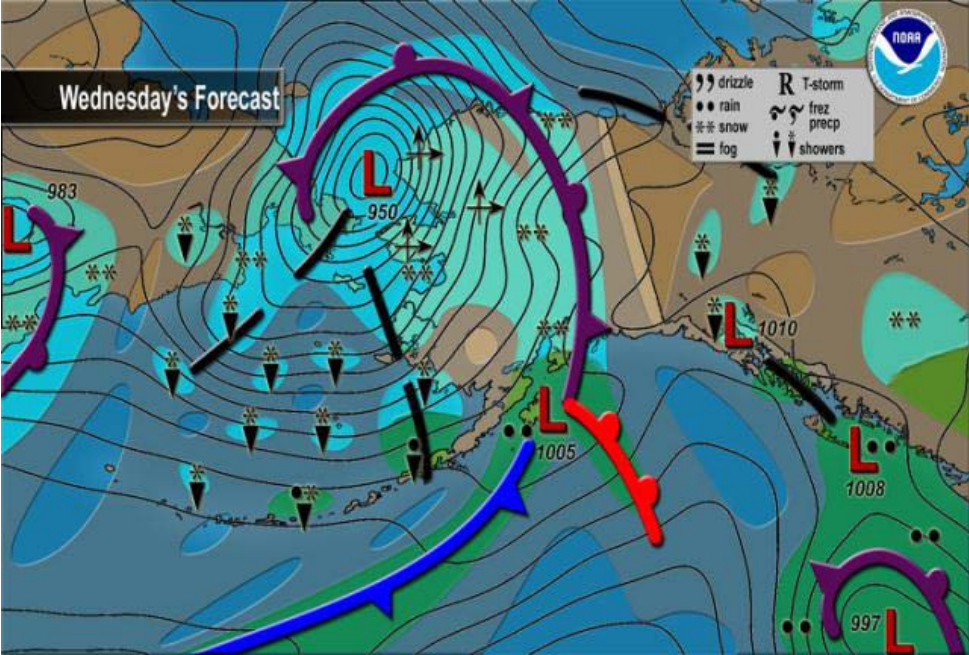 Wednesday's Forecast
NOAA
drizzle R T-storm
rain frez
precp
snow
fog showers
983
L
L
950
L
1010
L
1005
L
1008
997 L